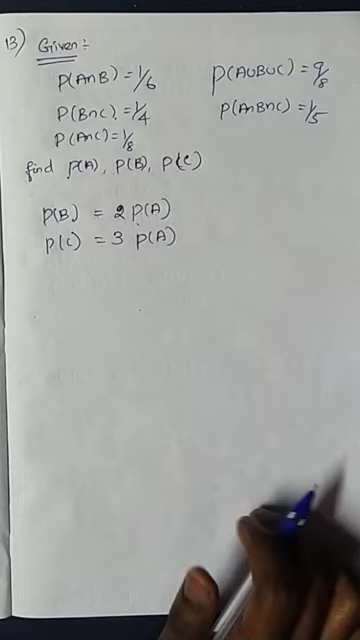 13) Given :-
P(A∩B) = 1/6 P(A∪B∪C) = 9/8
P(B∩C) = 1/4 P(A∩B∩C) = 1/5
P(A∩C) = 1/8
find P(A), P(B), P(C)
P(B) = 2 P(A)
P(C) = 3 P(A)